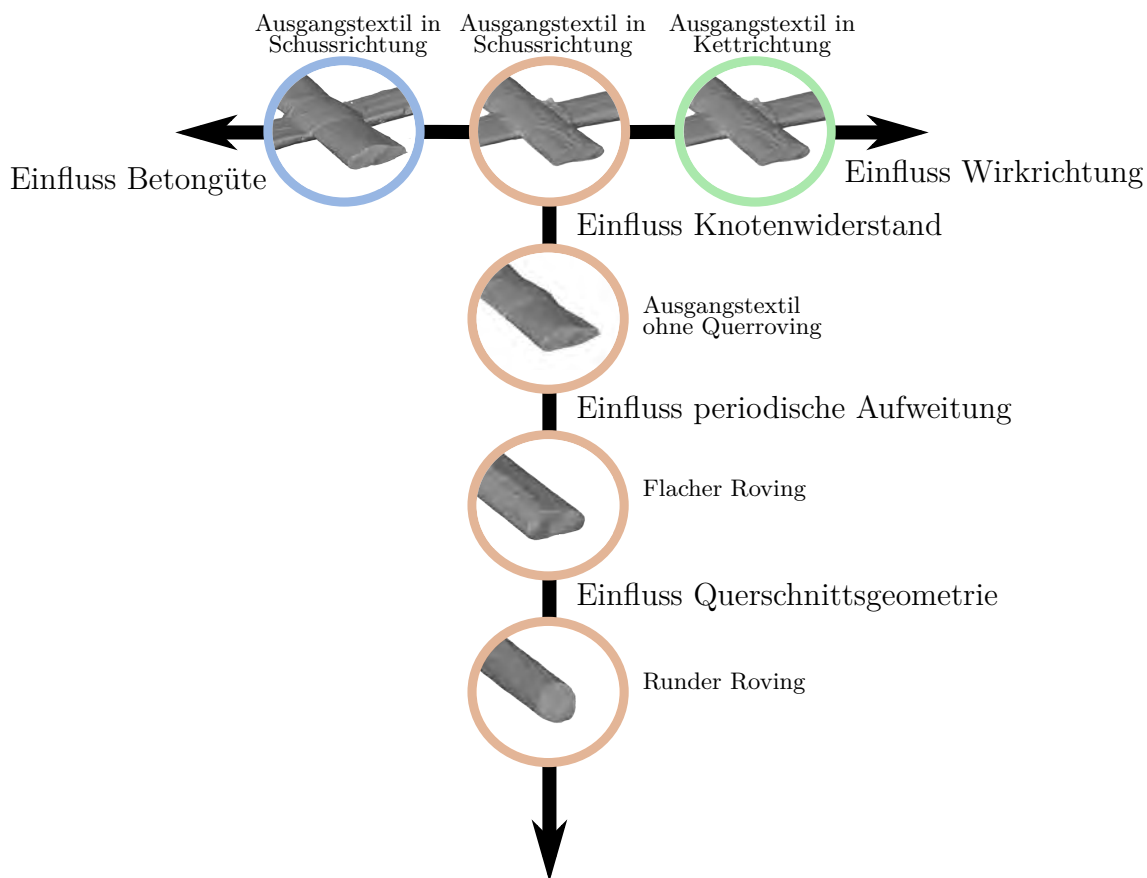 Ausgangstextil in
Schussrichtung
Ausgangstextil in
Schussrichtung
Ausgangstextil in
Kettrichtung
Einfluss Betongüte
Einfluss Wirkrichtung
Einfluss Knotenwiderstand
Ausgangstextil
ohne Querroving
Einfluss periodische Aufweitung
Flacher Roving
Einfluss Querschnittsgeometrie
Runder Roving